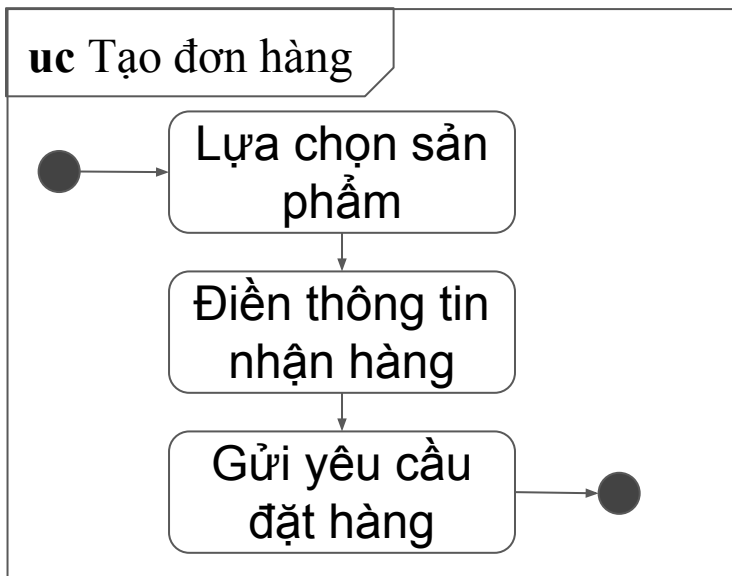 uc Tạo đơn hàng
Lựa chọn sản
phẩm
Điền thông tin
nhận hàng
Gửi yêu cầu
đặt hàng